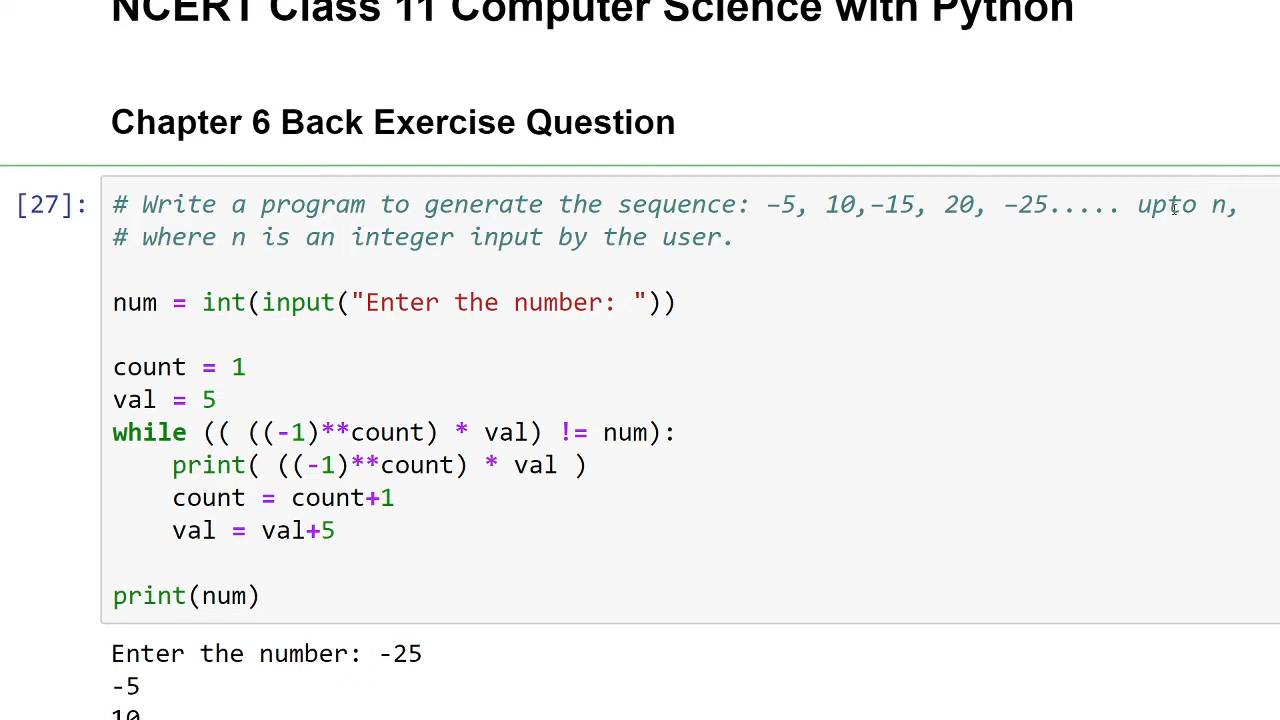 NCERT Class 11 Computer Science with Python
Chapter 6 Back Exercise Question
[27]: # Write a program to generate the sequence: –5, 10,–15, 20, –25..... upto n,
# where n is an integer input by the user.
num = int(input("Enter the number: "))
count = 1
val = 5
while (( ((-1)**count) * val) != num):
    print( ((-1)**count) * val )
    count = count+1
    val = val+5
print(num)
Enter the number: -25
-5
10